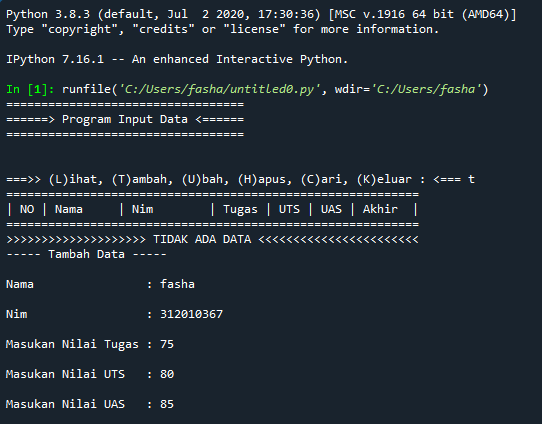 Python 3.8.3 (default, Jul  2 2020, 17:30:36) [MSC v.1916 64 bit (AMD64)]
Type "copyright", "credits" or "license" for more information.
IPython 7.16.1 -- An enhanced Interactive Python.
In [1]: runfile('C:/Users/fasha/untitled0.py', wdir='C:/Users/fasha')
==================================
======> Program Input Data <======
==================================
===>> (L)ihat, (T)ambah, (U)bah, (H)apus, (C)ari, (K)eluar : <=== t
===========================================================
| NO | Nama     | Nim        | Tugas | UTS | UAS | Akhir  |
===========================================================
>>>>>>>>>>>>>>>>>>>> TIDAK ADA DATA <<<<<<<<<<<<<<<<<<<<<<<
----- Tambah Data -----
Nama                : fasha
Nim                 : 312010367
Masukan Nilai Tugas : 75
Masukan Nilai UTS   : 80
Masukan Nilai UAS   : 85